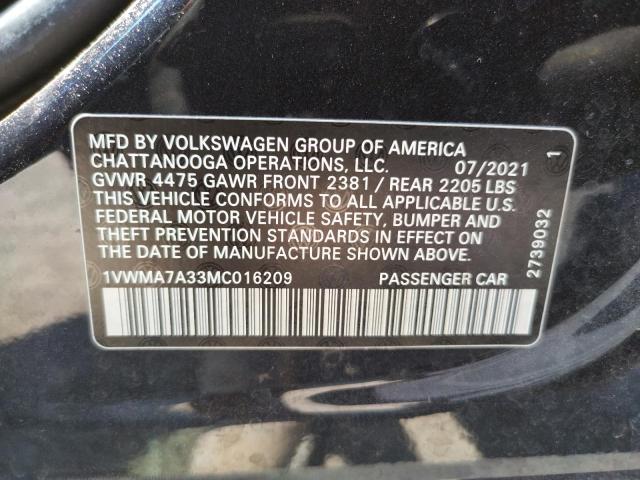 MFD BY VOLKSWAGEN GROUP OF AMERICA
CHATTANOOGA OPERATIONS, LLC. 07/2021
GVWR 4475 GAWR FRONT 2381 / REAR 2205 LBS
THIS VEHICLE CONFORMS TO ALL APPLICABLE U.S.
FEDERAL MOTOR VEHICLE SAFETY, BUMPER AND
THEFT PREVENTION STANDARDS IN EFFECT ON
THE DATE OF MANUFACTURE SHOWN ABOVE.
1VWMA7A33MC016209 PASSENGER CAR
2739032
1